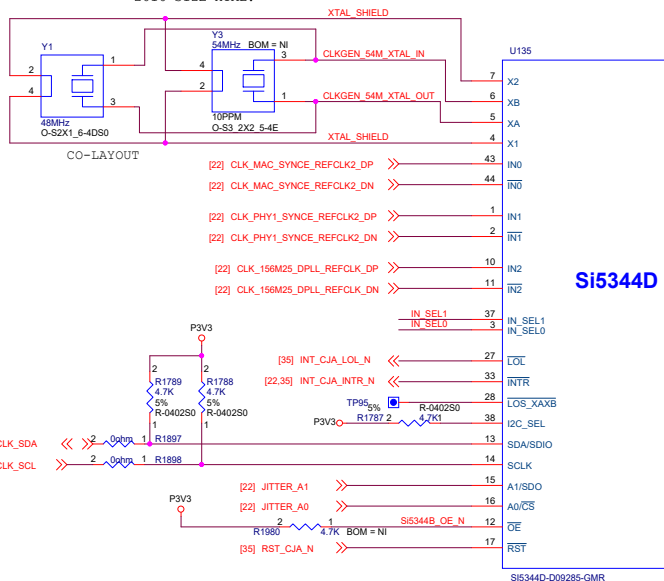 XTAL_SHIELD
Y1
Y3
54MHz BOM = NI
U135
1
2
3
4
3 CLKGEN_54M_XTAL_IN
4
2
1 CLKGEN_54M_XTAL_OUT
48MHz
O-S2X1_6-4DS0
10PPM
O-S3_2X2_5-4E
CO-LAYOUT
XTAL_SHIELD
7 X2
6 XB
5 XA
4 X1
[22] CLK_MAC_SYNCE_REFCLK2_DP 43 IN0
[22] CLK_MAC_SYNCE_REFCLK2_DN 44 IN0
[22] CLK_PHY1_SYNCE_REFCLK2_DP 1 IN1
[22] CLK_PHY1_SYNCE_REFCLK2_DN 2 IN1
[22] CLK_156M25_DPLL_REFCLK_DP 10 IN2
[22] CLK_156M25_DPLL_REFCLK_DN 11 IN2
Si5344D
IN_SEL1 37 IN_SEL1
IN_SEL0 3 IN_SEL0
P3V3
[35] INT_CJA_LOL_N 27 LOL
[22,35] INT_CJA_INTR_N 33 INTR
2 2
R1789 R1788
4.7K 4.7K
5% 5%
R-0402S0 R-0402S0
1 1
TP95 28 LOS_XAXB
5% R-0402S0
P3V3 R1787 2 4.7K 1 38 I2C_SEL
CLK_SDA 2 0ohm 1 R1897 13 SDA/SDIO
CLK_SCL 2 0ohm 1 R1898 14 SCLK
[22] JITTER_A1 15 A1/SDO
[22] JITTER_A0 16 A0/CS
P3V3
2 1 Si5344B_OE_N 12 OE
R1980 4.7K BOM = NI
[35] RST_CJA_N 17 RST
SI5344D-D09285-GMR